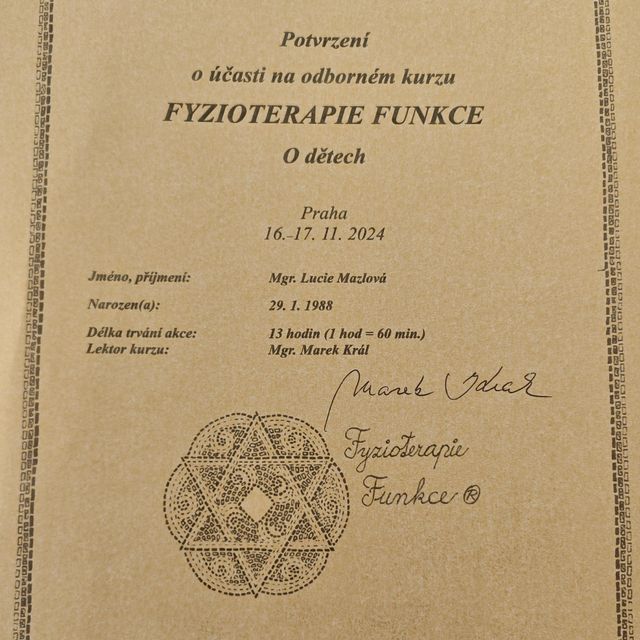 Potvrzení
o účasti na odborném kurzu
FYZIOTERAPIE FUNKCE
O dětech
Praha
16.-17. 11. 2024
Jméno, příjmení: Mgr. Lucie Mazlová
Narozen(a): 29. 1. 1988
Délka trvání akce: 13 hodin (1 hod = 60 min.)
Lektor kurzu: Mgr. Marek Král
Marek Král
Fyzioterapie
Funkce ®